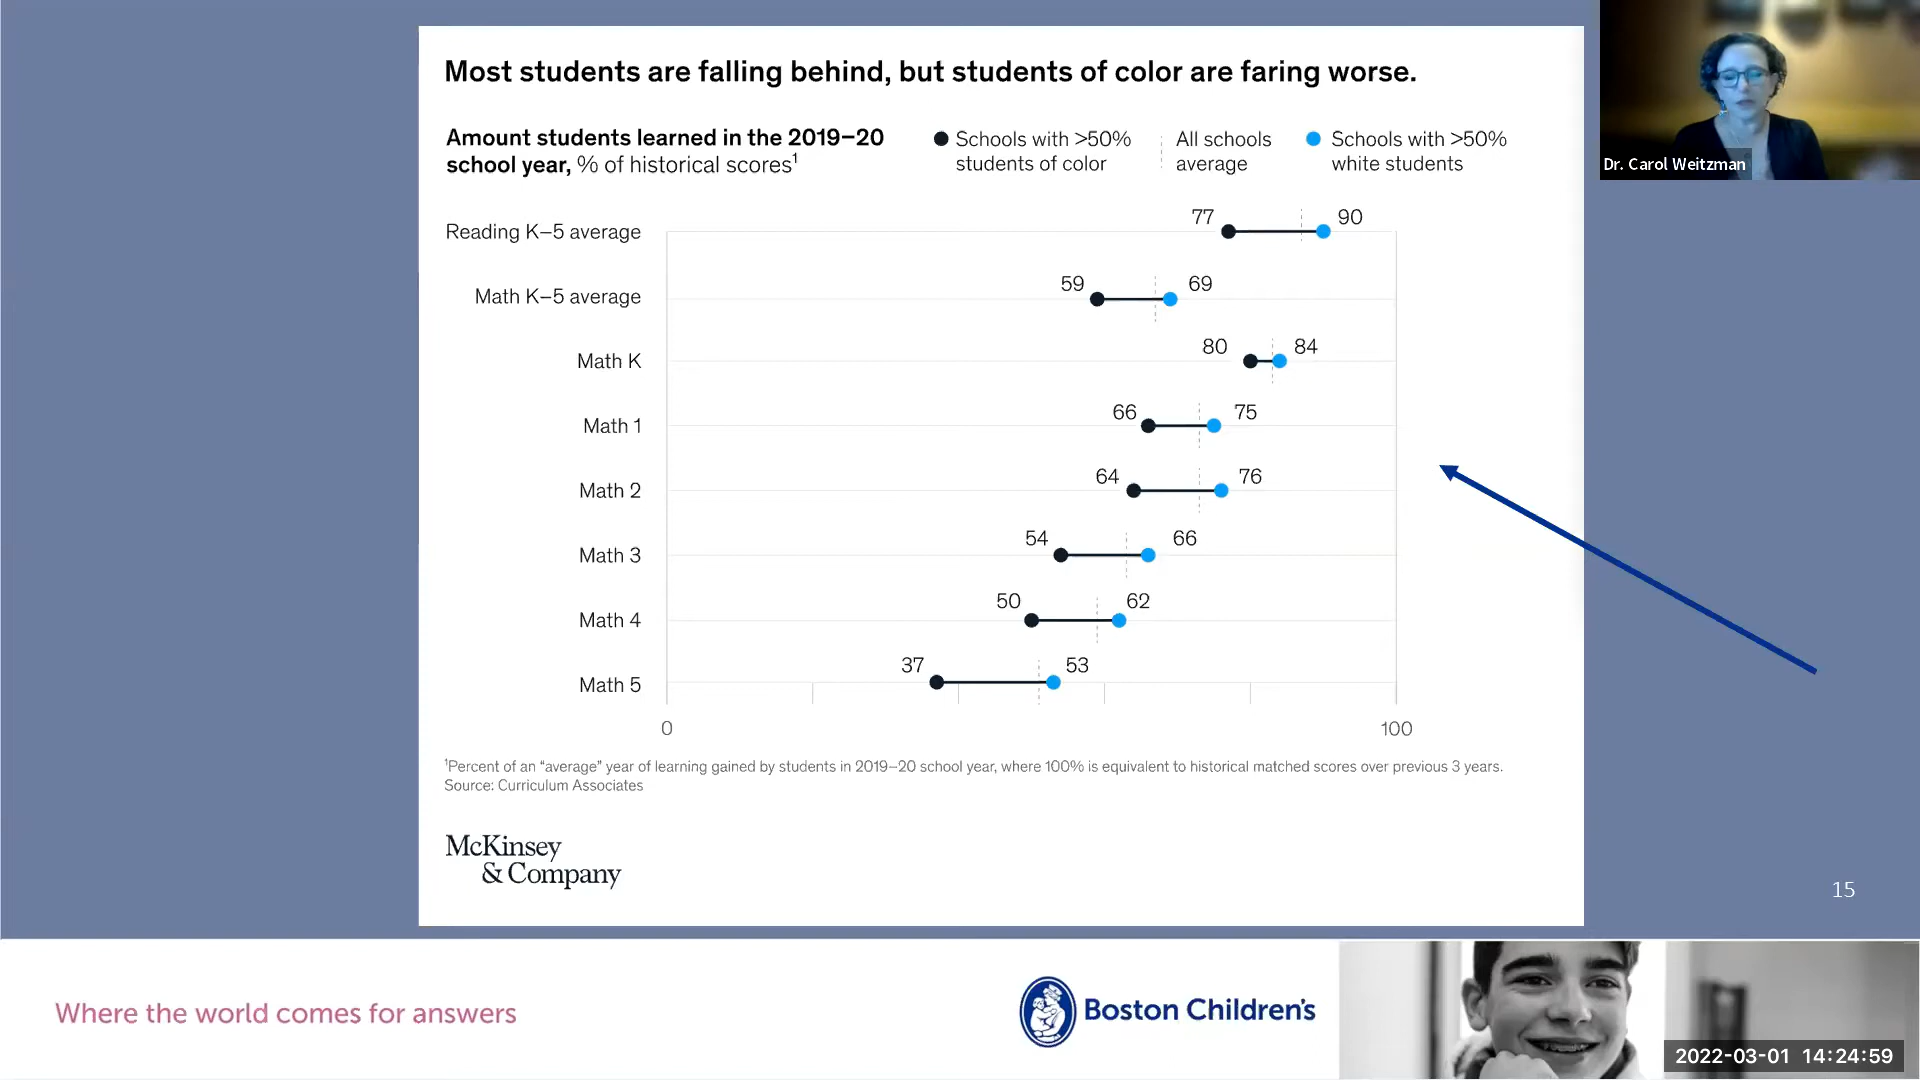 Most students are falling behind, but students of color are faring worse.
Amount students learned in the 2019–20
school year, % of historical scores¹
Schools with >50%
students of color
All schools
average
Schools with >50%
white students
Dr. Carol Weitzman
Reading K–5 average
77
90
Math K–5 average
59
69
Math K
80
84
Math 1
66
75
Math 2
64
76
Math 3
54
66
Math 4
50
62
Math 5
37
53
0
100
¹Percent of an “average” year of learning gained by students in 2019–20 school year, where 100% is equivalent to historical matched scores over previous 3 years.
Source: Curriculum Associates
McKinsey
& Company
15
Where the world comes for answers
Boston Children's
2022-03-01 14:24:59